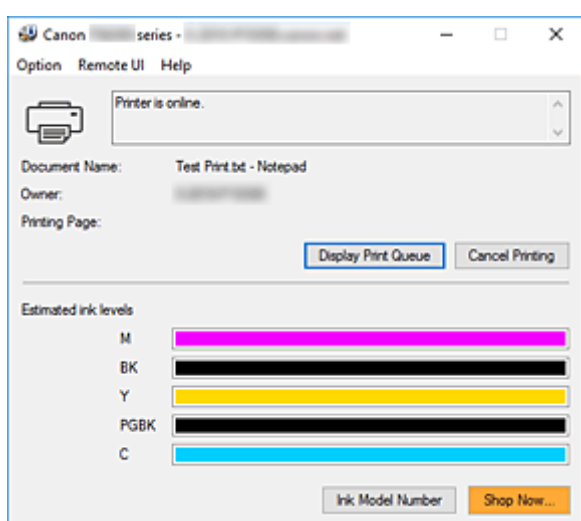 Canon series -
Option Remote UI Help
Printer is online.
Document Name: Test Print.txt - Notepad
Owner:
Printing Page:
Display Print Queue Cancel Printing
Estimated ink levels
M
BK
Y
PGBK
C
Ink Model Number Shop Now...